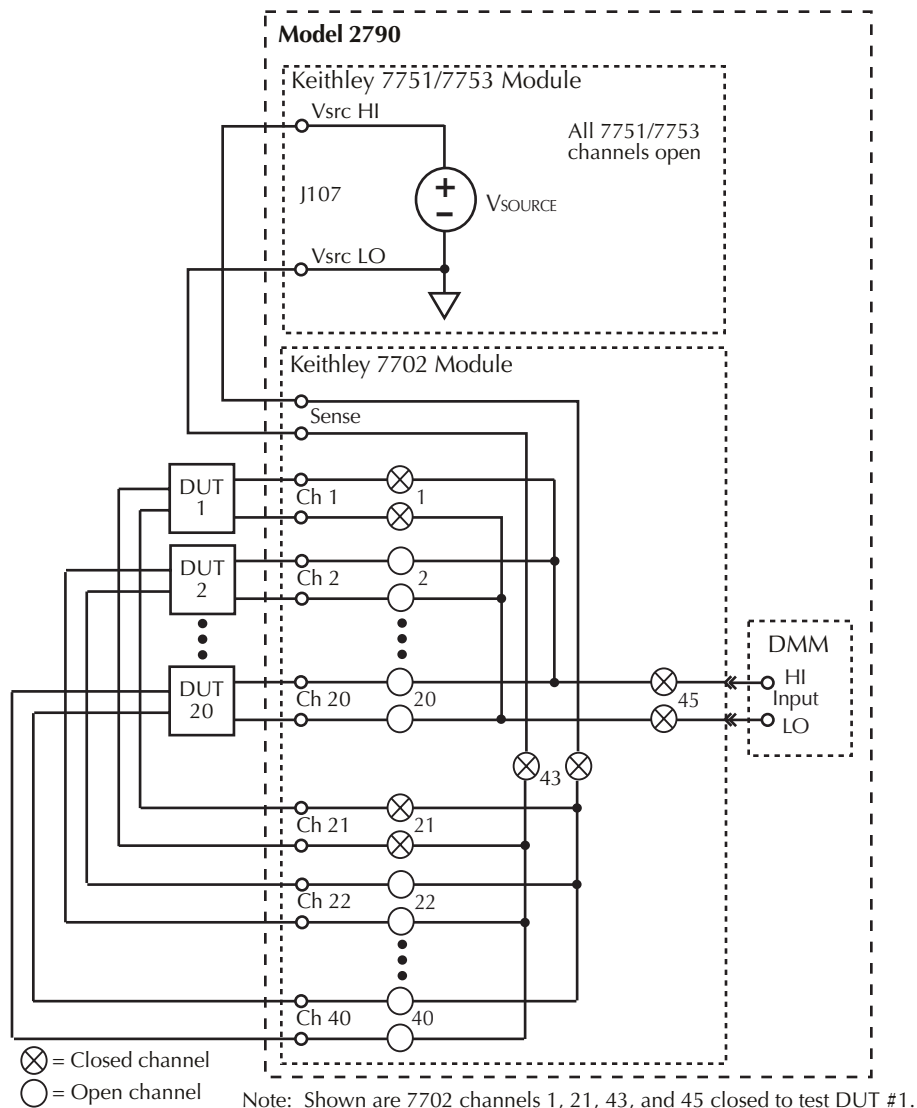 Model 2790
Keithley 7751/7753 Module
Vsrc HI
All 7751/7753
channels open
J107
+
VSOURCE
−
Vsrc LO
Keithley 7702 Module
Sense
DUT
1
Ch 1
1
DUT
2
Ch 2
2
DUT
20
Ch 20
20
45
DMM
HI
Input
LO
43
Ch 21
21
Ch 22
22
Ch 40
40
= Closed channel
= Open channel
Note: Shown are 7702 channels 1, 21, 43, and 45 closed to test DUT #1.